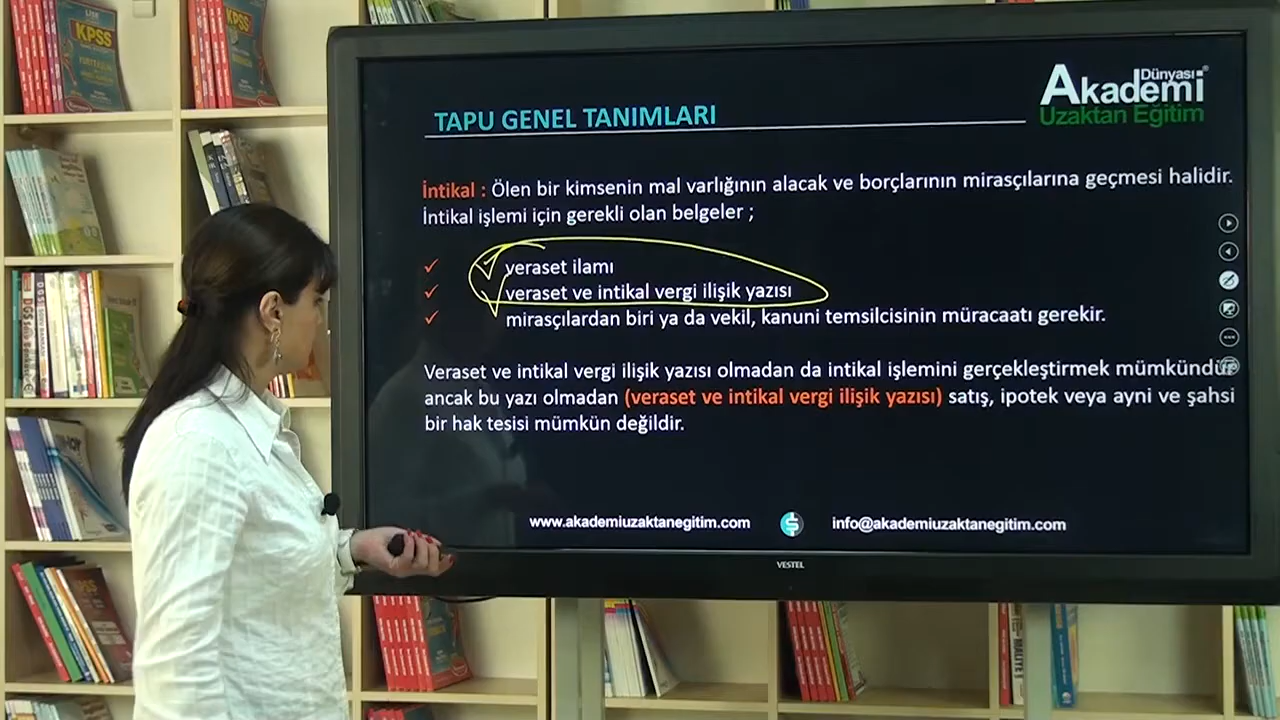 KPSS
KPSS
Akademi
Dünyası®
Uzaktan Eğitim
TAPU GENEL TANIMLARI
İntikal : Ölen bir kimsenin mal varlığının alacak ve borçlarının mirasçılarına geçmesi halidir.
İntikal işlemi için gerekli olan belgeler ;
veraset ilamı
veraset ve intikal vergi ilişik yazısı
mirasçılardan biri ya da vekil, kanuni temsilcisinin müracaatı gerekir.
Veraset ve intikal vergi ilişik yazısı olmadan da intikal işlemini gerçekleştirmek mümkündür
ancak bu yazı olmadan (veraset ve intikal vergi ilişik yazısı) satış, ipotek veya ayni ve şahsi
bir hak tesisi mümkün değildir.
www.akademiuzaktanegitim.com
info@akademiuzaktanegitim.com
VESTEL
KPSS